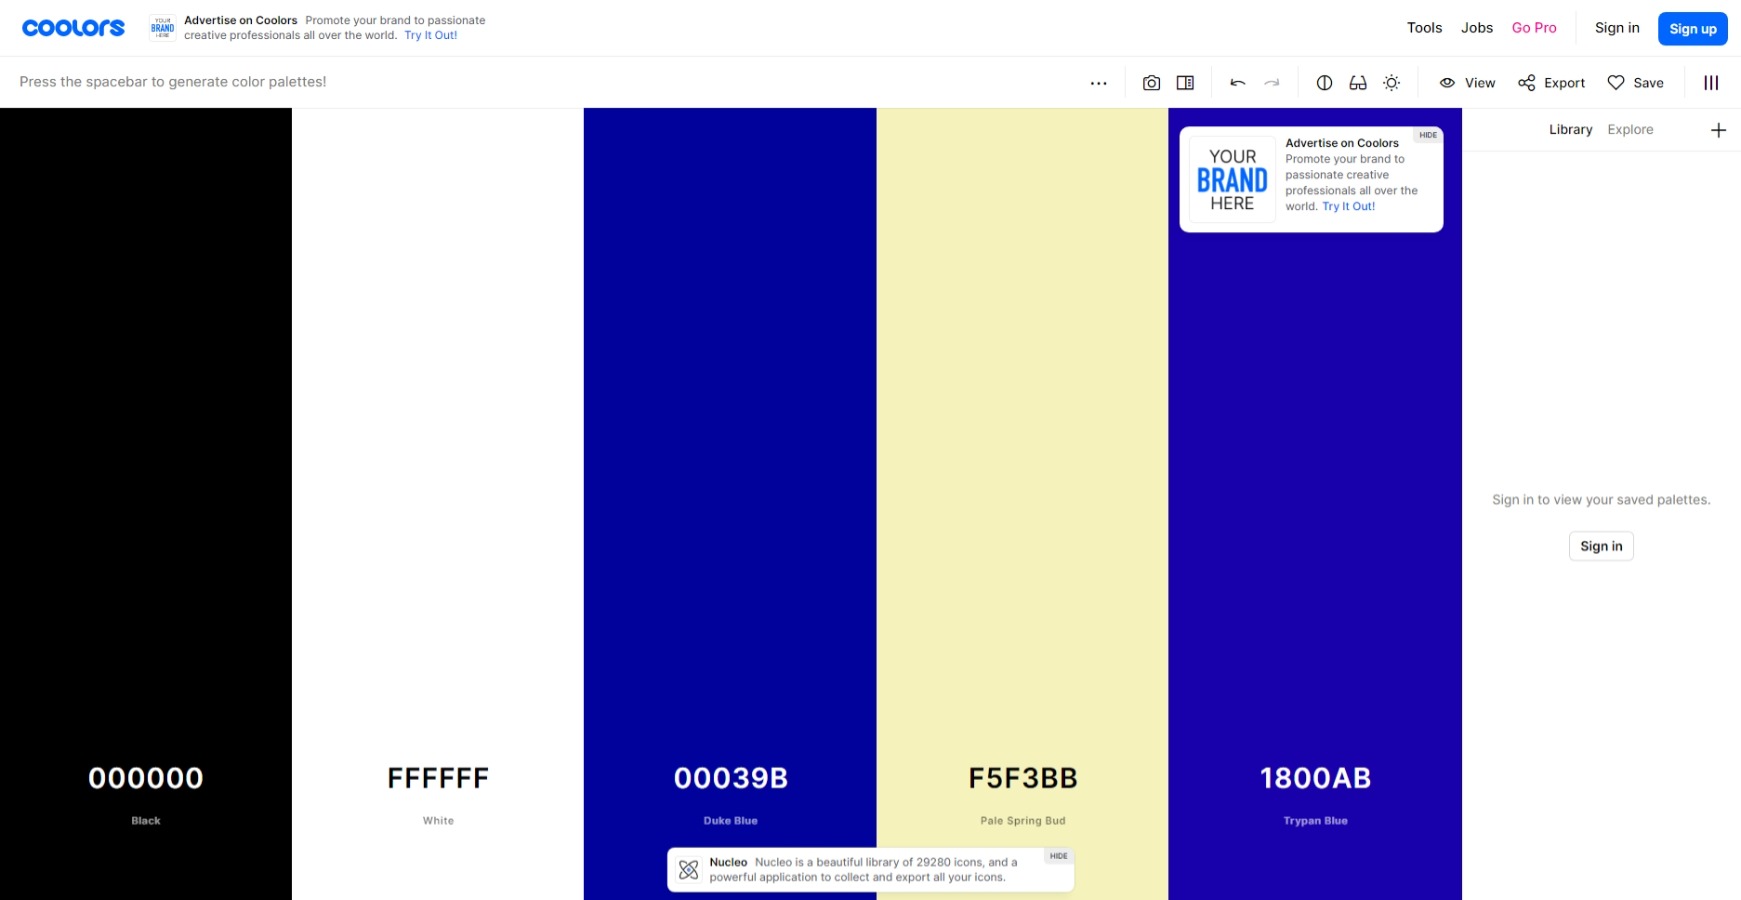 coolors
YOUR
BRAND
HERE
Advertise on Coolors Promote your brand to passionate
creative professionals all over the world. Try It Out!
Tools Jobs Go Pro Sign in Sign up
Press the spacebar to generate color palettes!
View Export Save
Library Explore
HIDE
YOUR
BRAND
HERE
Advertise on Coolors
Promote your brand to
passionate creative
professionals all over the
world. Try It Out!
Sign in to view your saved palettes.
Sign in
000000
Black
FFFFFF
White
00039B
Duke Blue
F5F3BB
Pale Spring Bud
1800AB
Trypan Blue
HIDE
Nucleo Nucleo is a beautiful library of 29280 icons, and a
powerful application to collect and export all your icons.